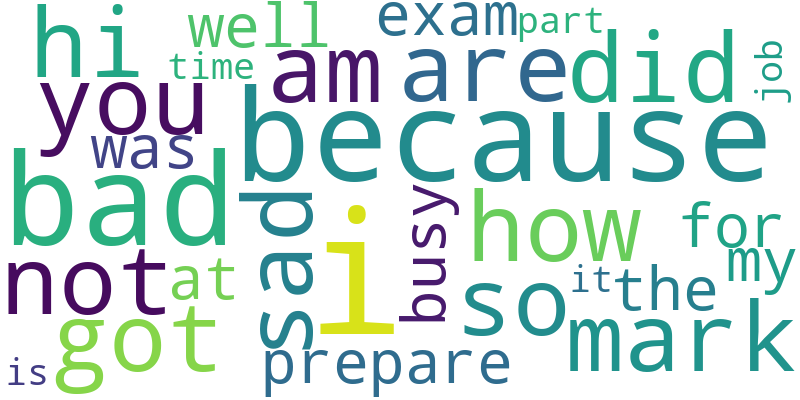 hi
well
exam
part
time
am
are
did
job
you
was
because
bad
sad
i
busy
how
for
my
not
at
so
it
the
got
mark
is
prepare